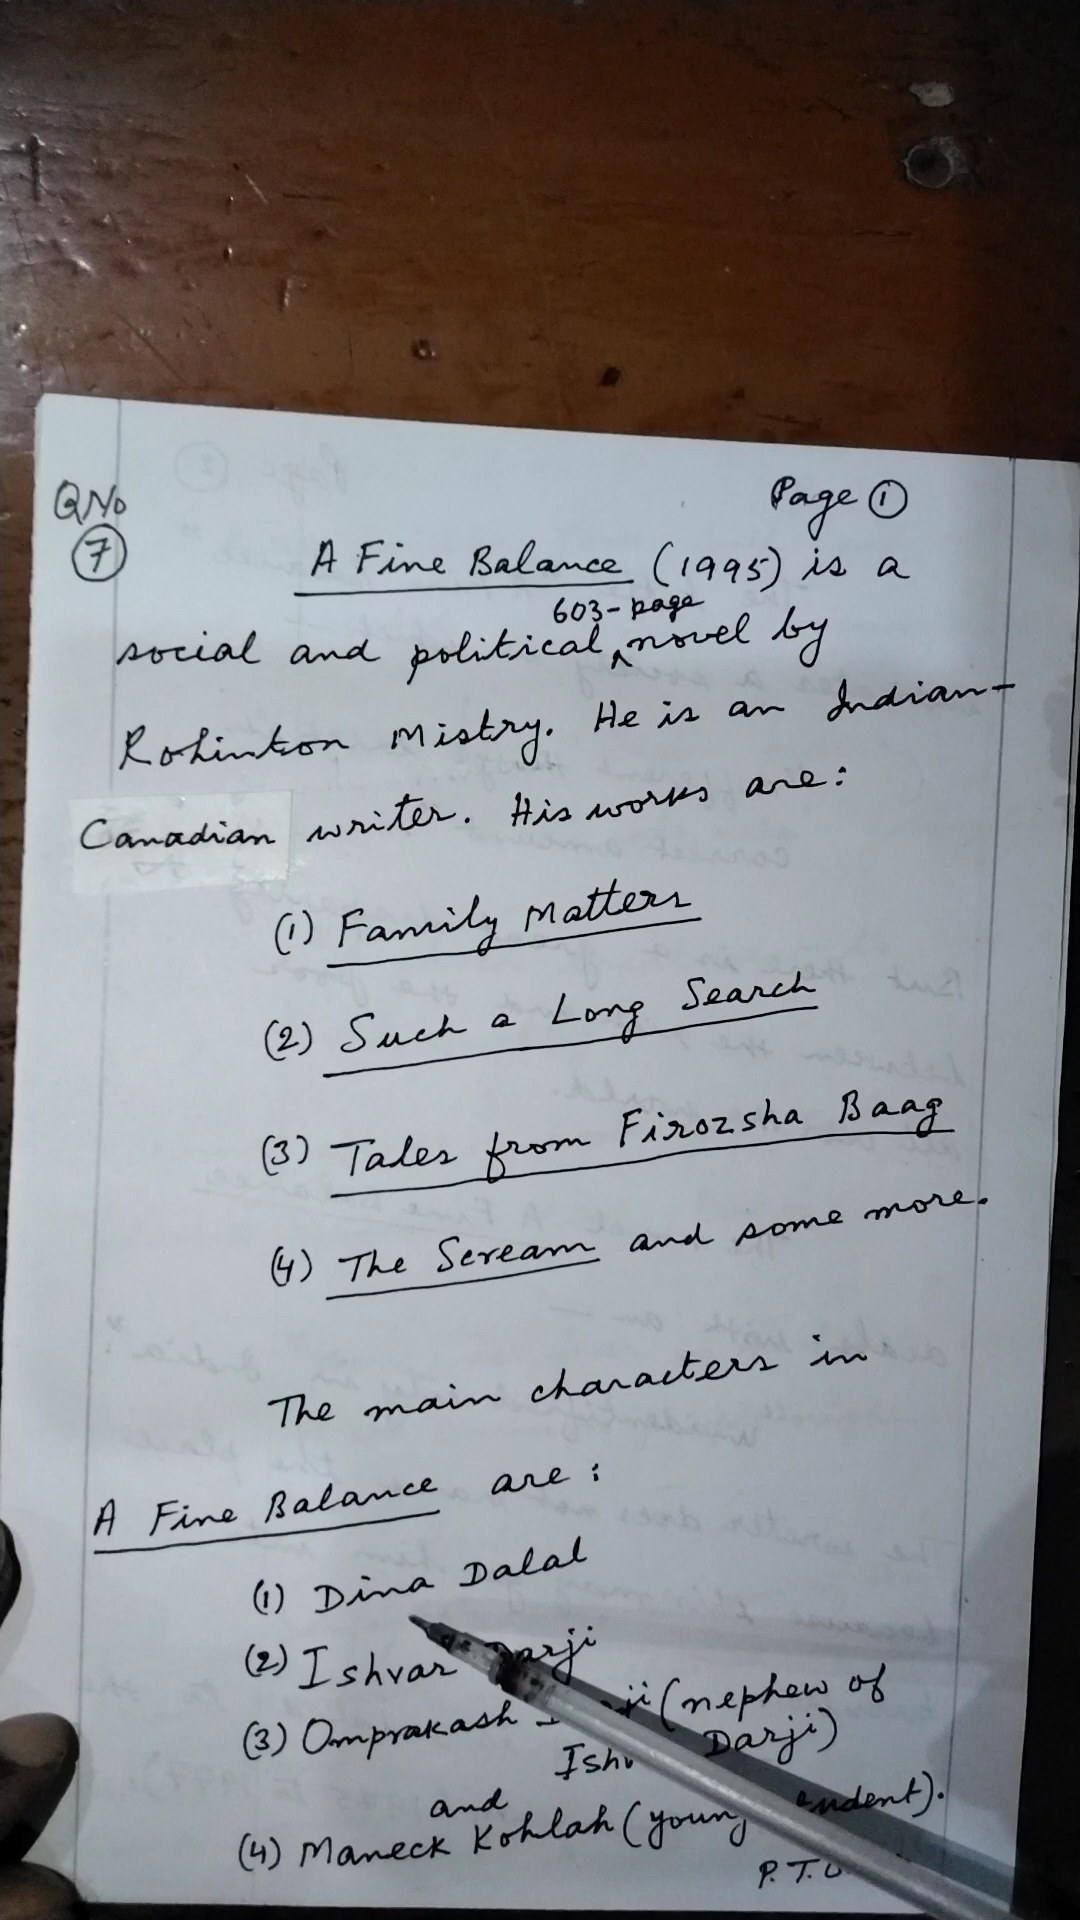 Page ①
QNo
⑦
A Fine Balance (1995) is a
603-page
social and political ^ novel by
Rohinton Mistry. He is an Indian-
Canadian writer. His works are:
(1) Family Matters
(2) Such a Long Search
(3) Tales from Firozsha Baag
(4) The Scream and some more.
The main characters in
A Fine Balance are:
(1) Dina Dalal
(2) Ishvar Darji
(3) Omprakash (nephew of
Darji)
and
(4) Maneck Kohlah (young